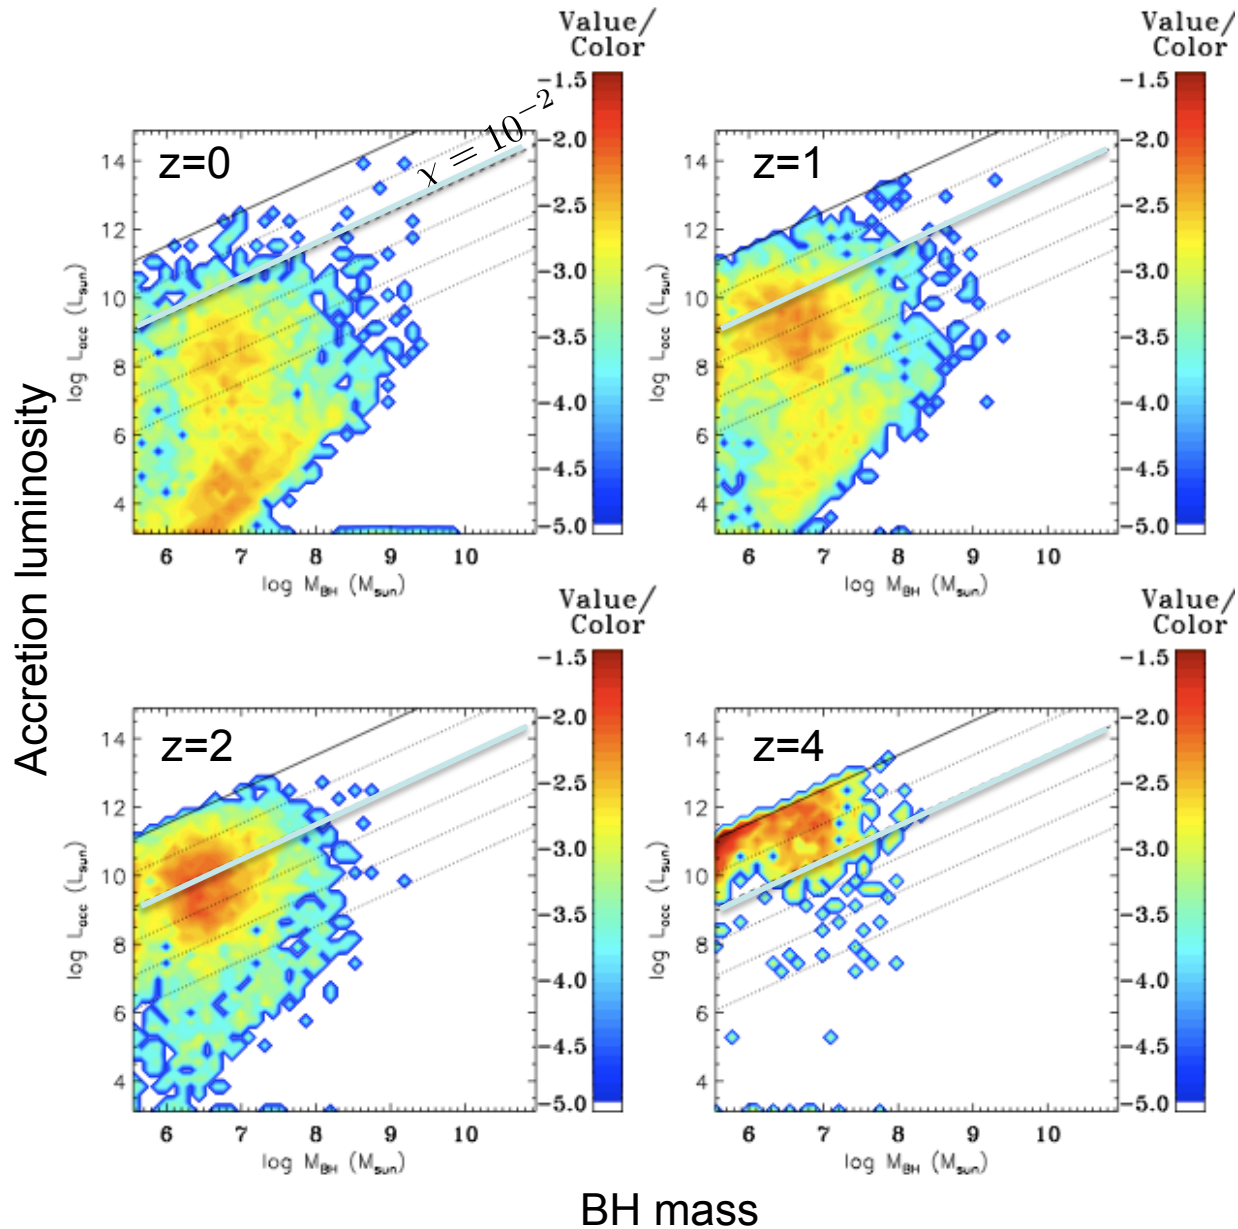 Value/
Color
z=0
χ = 10⁻²
14
12
10
8
6
4
log L_acc (L_sun)
6 7 8 9 10
log M_BH (M_sun)
−1.5
−2.0
−2.5
−3.0
−3.5
−4.0
−4.5
−5.0
Value/
Color
z=1
14
12
10
8
6
4
log L_acc (L_sun)
6 7 8 9 10
log M_BH (M_sun)
−1.5
−2.0
−2.5
−3.0
−3.5
−4.0
−4.5
−5.0
Accretion luminosity
Value/
Color
z=2
14
12
10
8
6
4
log L_acc (L_sun)
6 7 8 9 10
log M_BH (M_sun)
−1.5
−2.0
−2.5
−3.0
−3.5
−4.0
−4.5
−5.0
Value/
Color
z=4
14
12
10
8
6
4
log L_acc (L_sun)
6 7 8 9 10
log M_BH (M_sun)
−1.5
−2.0
−2.5
−3.0
−3.5
−4.0
−4.5
−5.0
BH mass